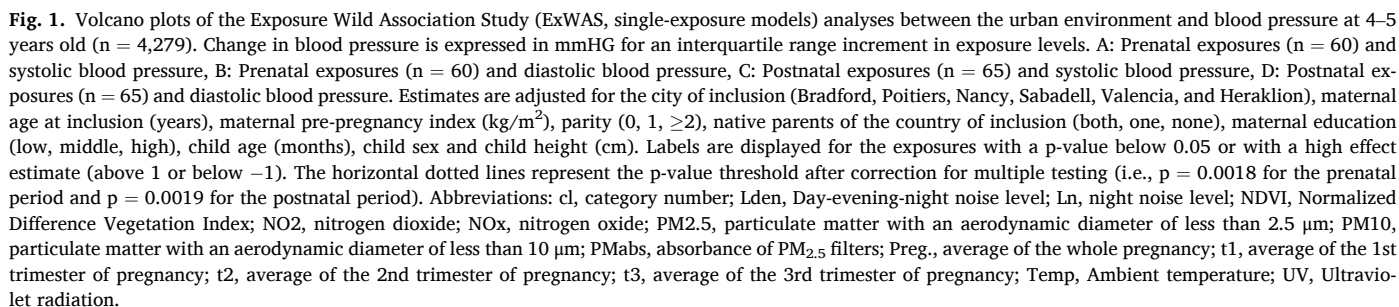 Fig. 1. Volcano plots of the Exposure Wild Association Study (ExWAS, single-exposure models) analyses between the urban environment and blood pressure at 4–5
years old (n = 4,279). Change in blood pressure is expressed in mmHG for an interquartile range increment in exposure levels. A: Prenatal exposures (n = 60) and
systolic blood pressure, B: Prenatal exposures (n = 60) and diastolic blood pressure, C: Postnatal exposures (n = 65) and systolic blood pressure, D: Postnatal ex-
posures (n = 65) and diastolic blood pressure. Estimates are adjusted for the city of inclusion (Bradford, Poitiers, Nancy, Sabadell, Valencia, and Heraklion), maternal
age at inclusion (years), maternal pre-pregnancy index (kg/m²), parity (0, 1, ≥2), native parents of the country of inclusion (both, one, none), maternal education
(low, middle, high), child age (months), child sex and child height (cm). Labels are displayed for the exposures with a p-value below 0.05 or with a high effect
estimate (above 1 or below −1). The horizontal dotted lines represent the p-value threshold after correction for multiple testing (i.e., p = 0.0018 for the prenatal
period and p = 0.0019 for the postnatal period). Abbreviations: cl, category number; Lden, Day-evening-night noise level; Ln, night noise level; NDVI, Normalized
Difference Vegetation Index; NO2, nitrogen dioxide; NOx, nitrogen oxide; PM2.5, particulate matter with an aerodynamic diameter of less than 2.5 μm; PM10,
particulate matter with an aerodynamic diameter of less than 10 μm; PMabs, absorbance of PM₂.₅ filters; Preg., average of the whole pregnancy; t1, average of the 1st
trimester of pregnancy; t2, average of the 2nd trimester of pregnancy; t3, average of the 3rd trimester of pregnancy; Temp, Ambient temperature; UV, Ultravio-
let radiation.